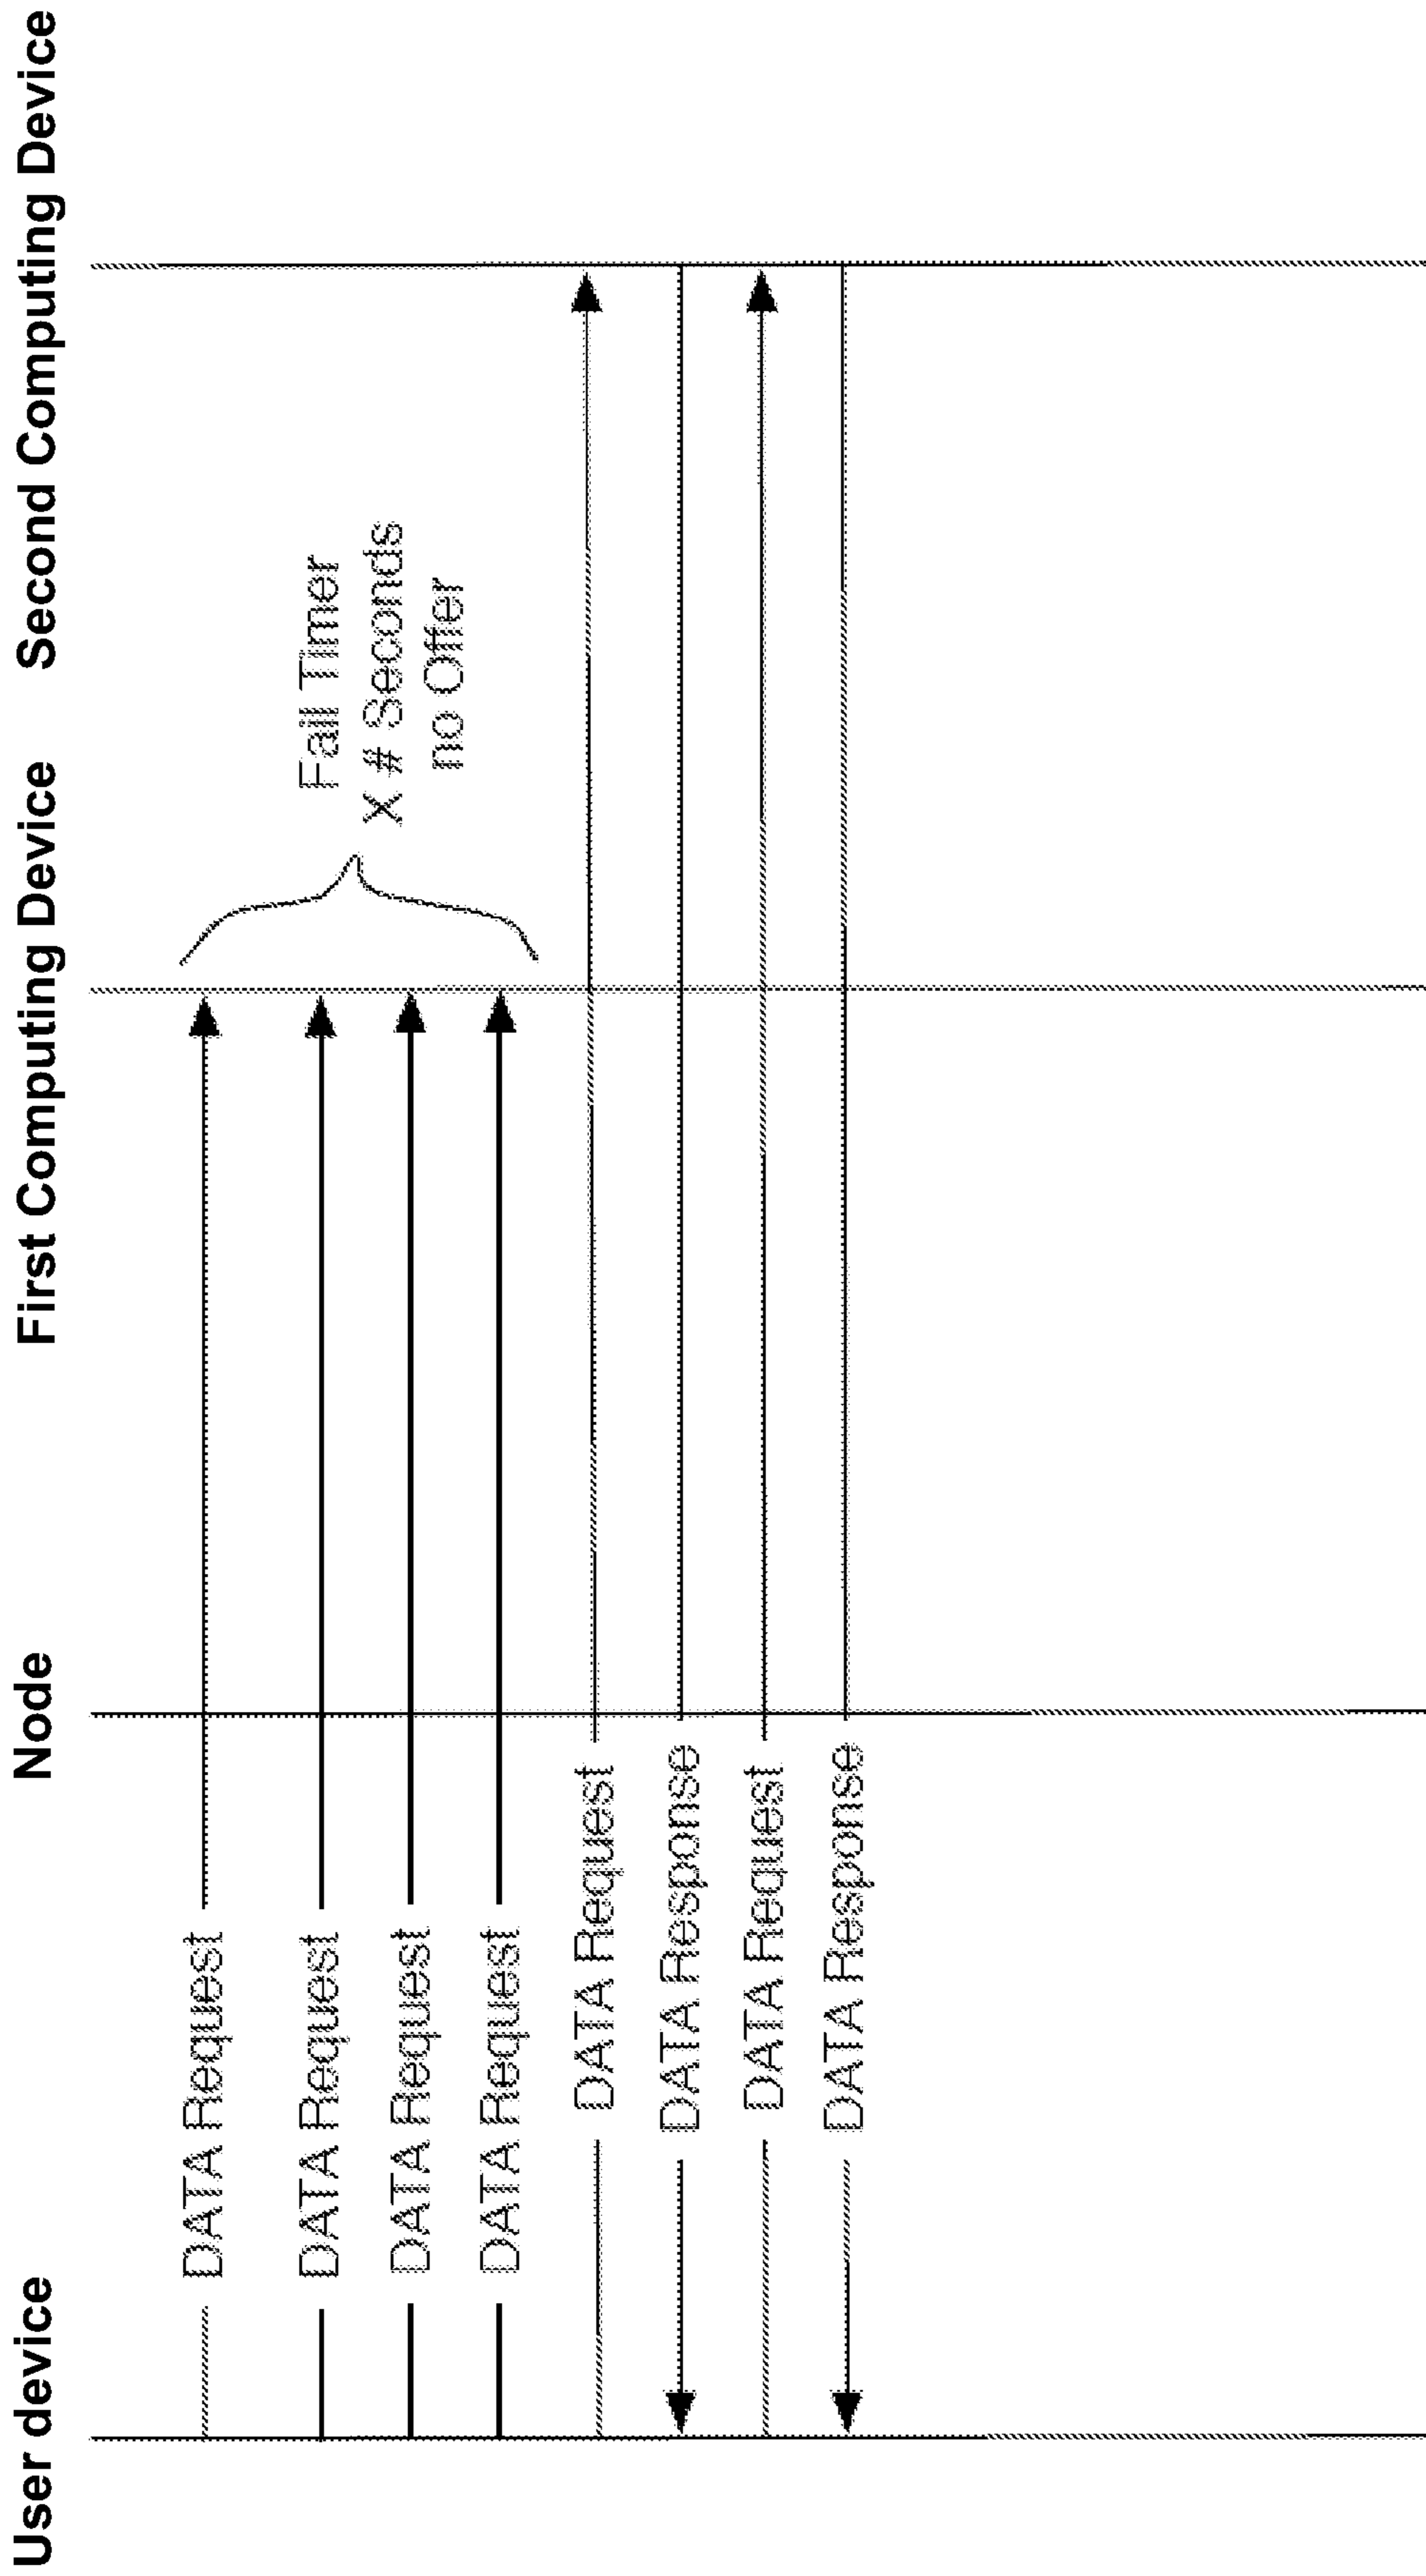 User device
Node
First Computing Device
Second Computing Device
DATA Request
DATA Request
DATA Request
DATA Request
Fail Timer
X # Seconds
no Offer
DATA Request
DATA Response
DATA Request
DATA Response